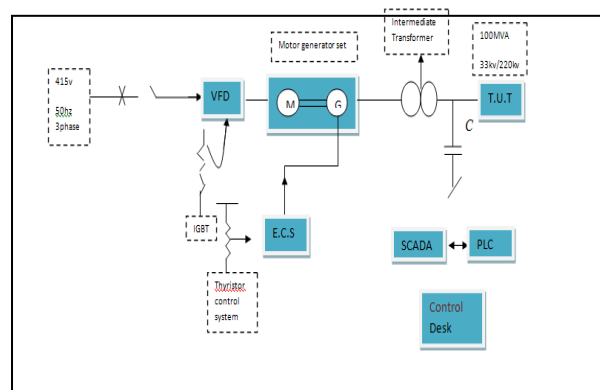 Intermediate
Transformer
Motor generator set
100MVA
33kv/220kv
415v
50hz
3phase
VFD
M
G
T.U.T
C
IGBT
E.C.S
Thyristor
control
system
SCADA
PLC
Control
Desk